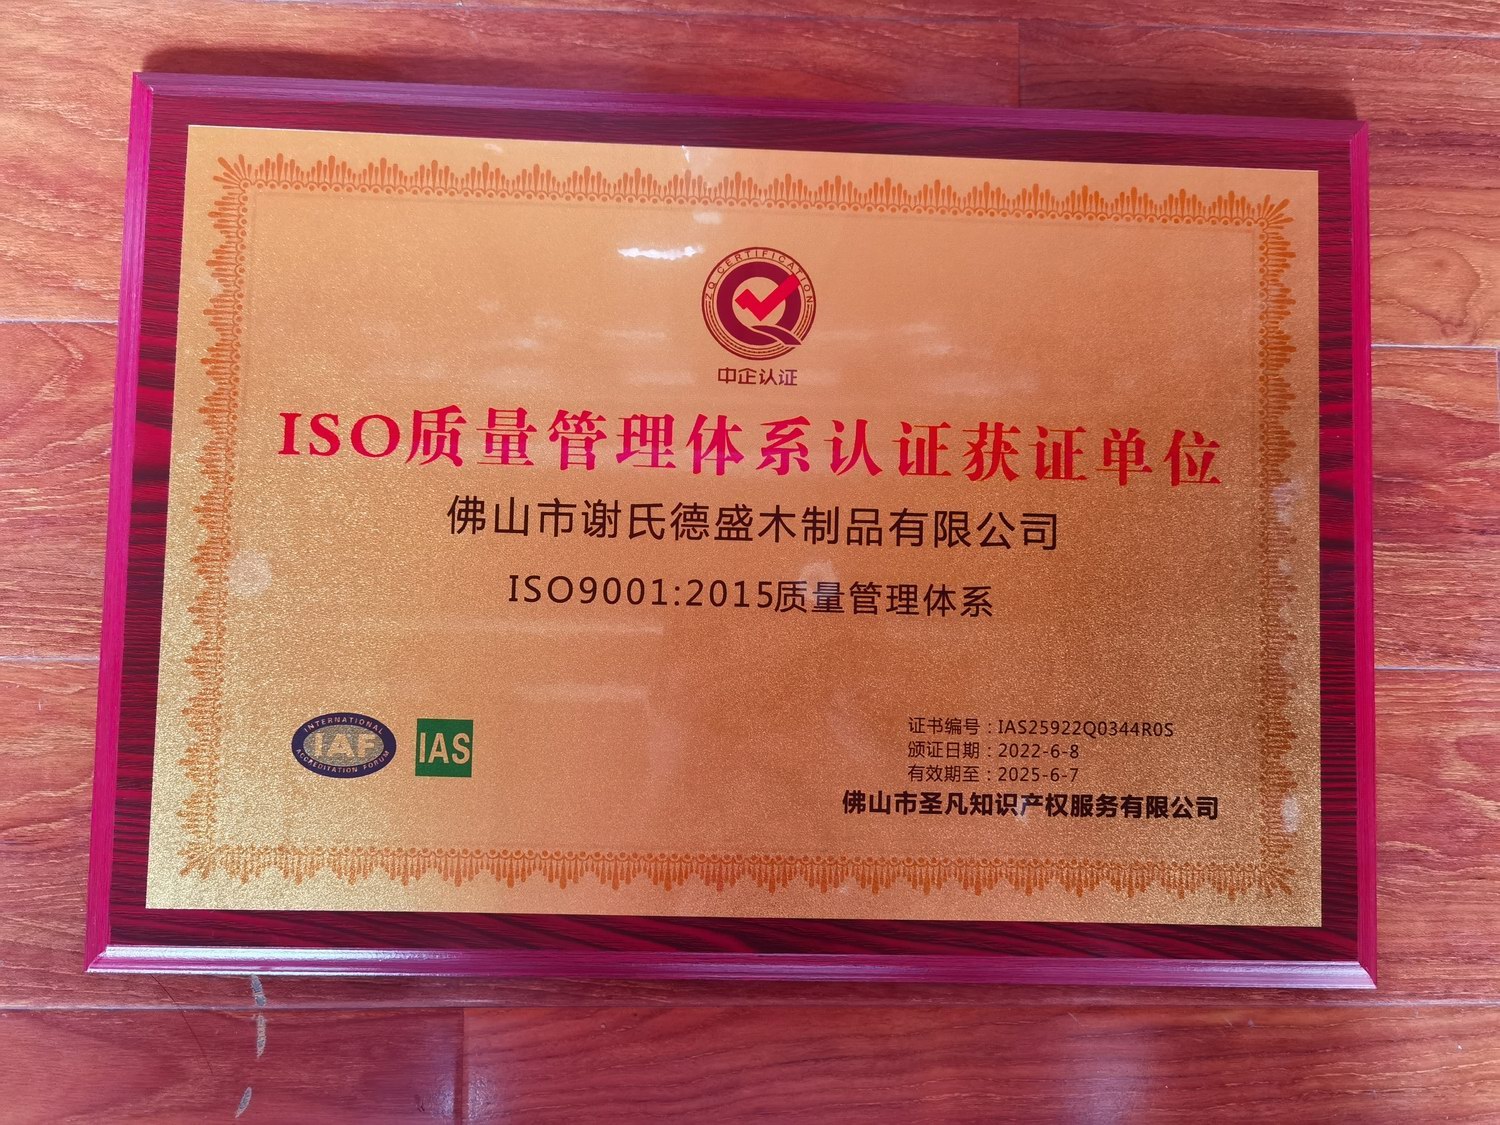 ZQ CERTIFICATION
中企认证
ISO质量管理体系认证获证单位
佛山市谢氏德盛木制品有限公司
ISO9001:2015质量管理体系
INTERNATIONAL
IAF
ACCREDITATION FORUM
IAS
证书编号：IAS25922Q0344R0S
颁证日期：2022-6-8
有效期至：2025-6-7
佛山市圣凡知识产权服务有限公司